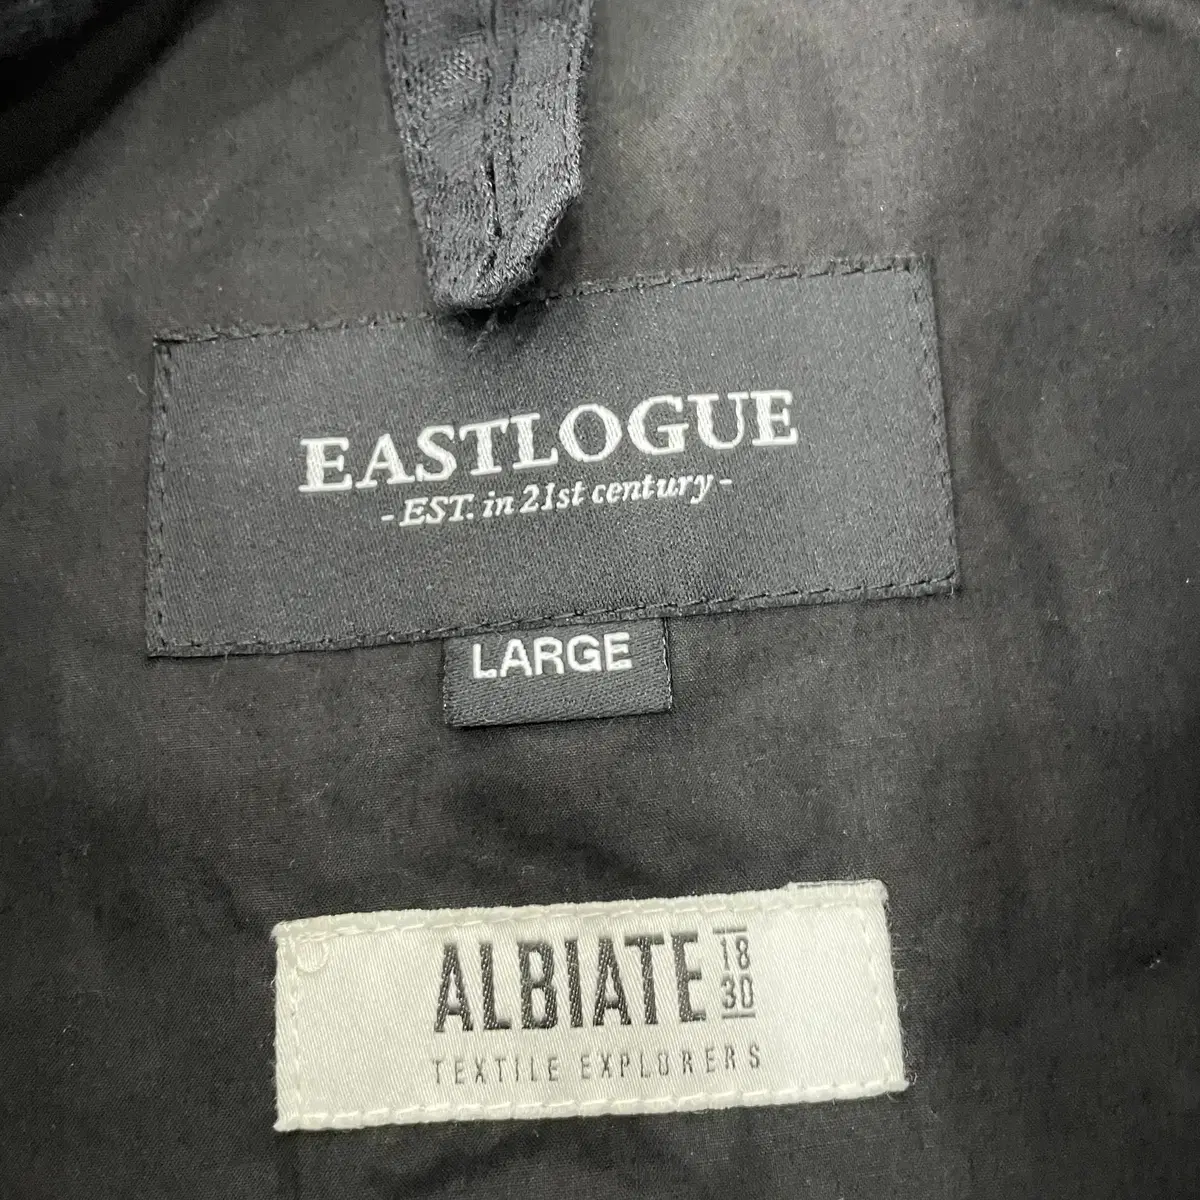 EASTLOGUE
- EST. in 21st century -
LARGE
ALBIATE 18
30
TEXTILE EXPLORERS